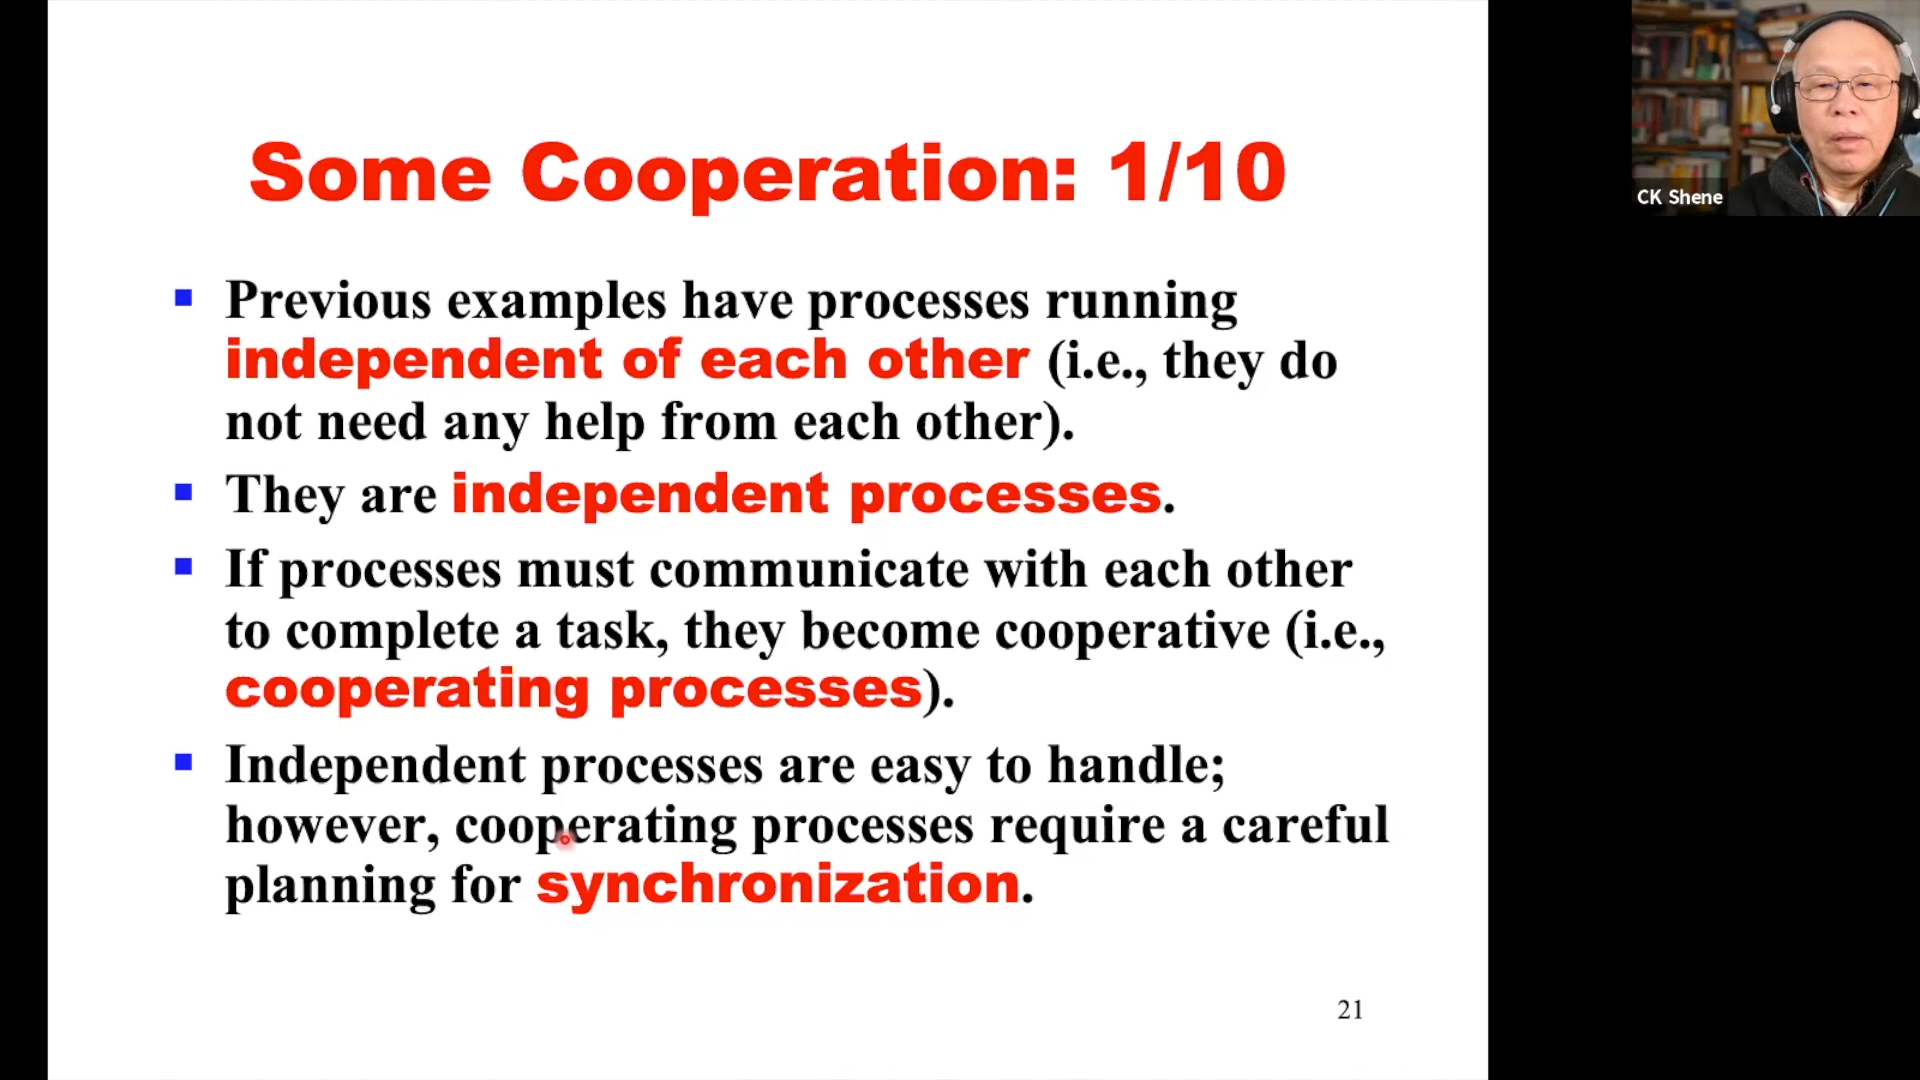 Some Cooperation: 1/10
Previous examples have processes running
independent of each other (i.e., they do
not need any help from each other).
They are independent processes.
If processes must communicate with each other
to complete a task, they become cooperative (i.e.,
cooperating processes).
Independent processes are easy to handle;
however, cooperating processes require a careful
planning for synchronization.
21
CK Shene